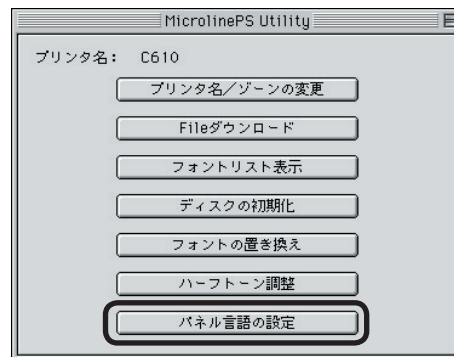 MicrolinePS Utility
プリンタ名： C610
プリンタ名／ゾーンの変更
Fileダウンロード
フォントリスト表示
ディスクの初期化
フォントの置き換え
ハーフトーン調整
パネル言語の設定